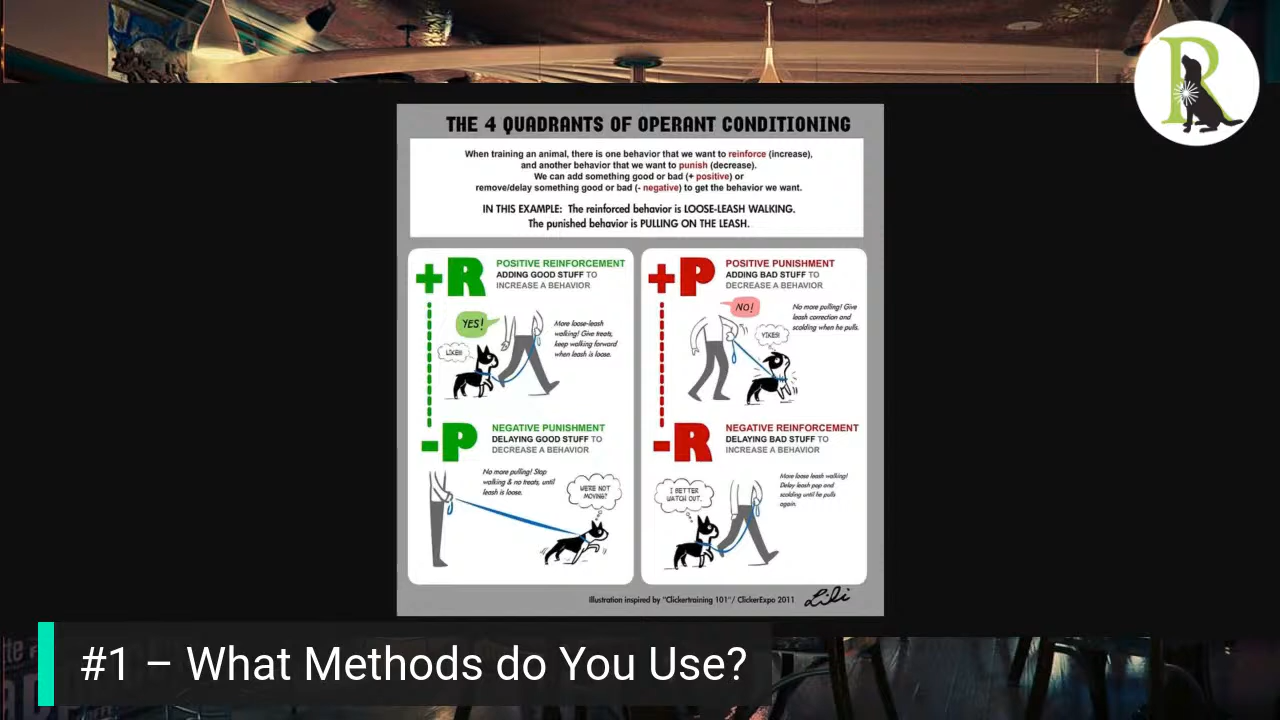 R
THE 4 QUADRANTS OF OPERANT CONDITIONING
When training an animal, there is one behavior that we want to reinforce (increase),
and another behavior that we want to punish (decrease).
We can add something good or bad (+ positive) or
remove/delay something good or bad (- negative) to get the behavior we want.
IN THIS EXAMPLE: The reinforced behavior is LOOSE-LEASH WALKING.
The punished behavior is PULLING ON THE LEASH.
+R
POSITIVE REINFORCEMENT
ADDING GOOD STUFF TO
INCREASE A BEHAVIOR
YES!
LIKE!!!
More loose-leash
walking! Give treats,
keep walking forward
when leash is loose.
-P
NEGATIVE PUNISHMENT
DELAYING GOOD STUFF TO
DECREASE A BEHAVIOR
No more pulling! Stop
walking & no treats, until
leash is loose.
WE'RE NOT
MOVING?
+P
POSITIVE PUNISHMENT
ADDING BAD STUFF TO
DECREASE A BEHAVIOR
NO!
YIKES!!
No more pulling! Give
leash correction and
scolding when he pulls.
-R
NEGATIVE REINFORCEMENT
DELAYING BAD STUFF TO
INCREASE A BEHAVIOR
I BETTER
WATCH OUT.
More loose leash walking!
Delay leash pop and
scolding until he pulls
again.
Illustration inspired by "Clickertraining 101"/ ClickerExpo 2011
Lili
#1 – What Methods do You Use?